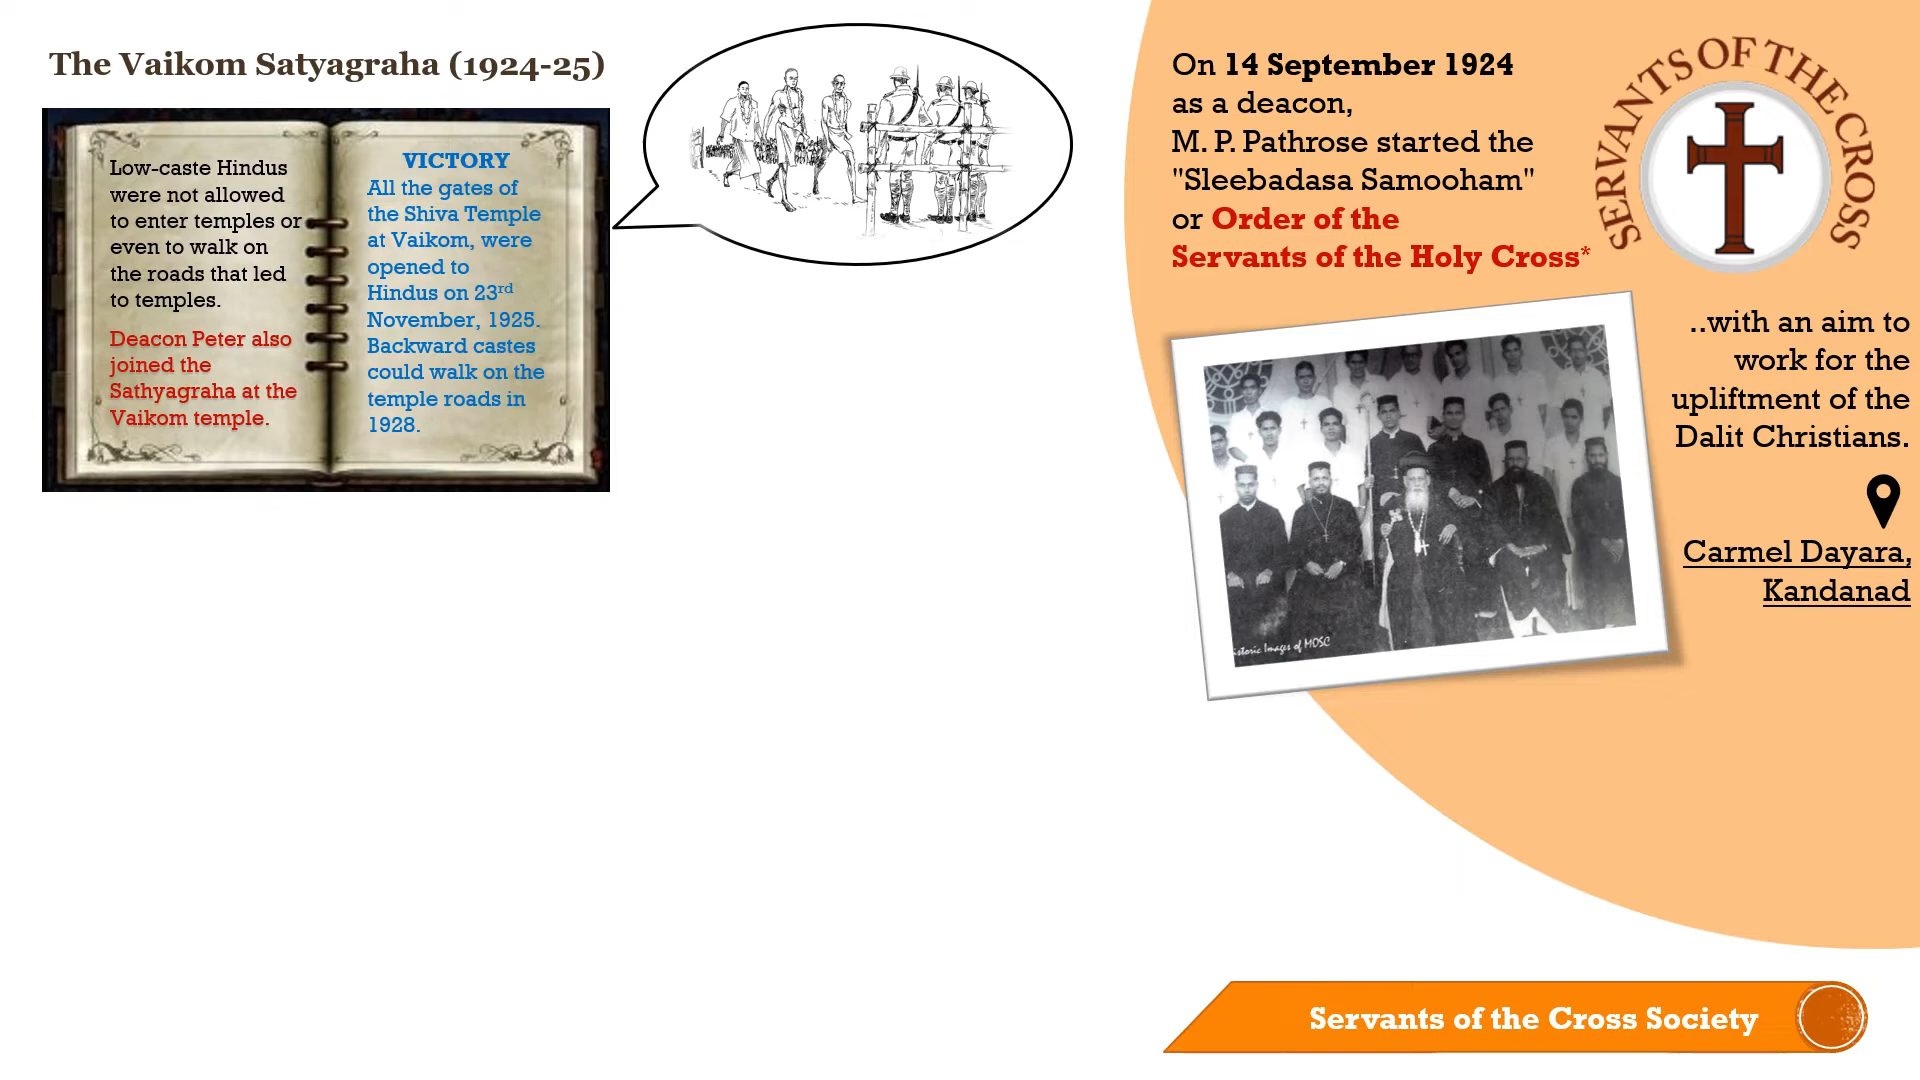 The Vaikom Satyagraha (1924-25)
Low-caste Hindus
were not allowed
to enter temples or
even to walk on
the roads that led
to temples.
Deacon Peter also
joined the
Sathyagraha at the
Vaikom temple.
VICTORY
All the gates of
the Shiva Temple
at Vaikom, were
opened to
Hindus on 23rd
November, 1925.
Backward castes
could walk on the
temple roads in
1928.
On 14 September 1924
as a deacon,
M. P. Pathrose started the
"Sleebadasa Samooham"
or Order of the
Servants of the Holy Cross*
SERVANTS OF THE CROSS
..with an aim to
work for the
upliftment of the
Dalit Christians.
Carmel Dayara,
Kandanad
istoric Images of MOSC
Servants of the Cross Society